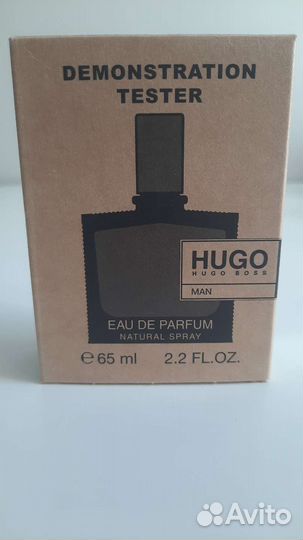 DEMONSTRATION
TESTER
HUGO
HUGO BOSS
MAN
EAU DE PARFUM
NATURAL SPRAY
℮ 65 ml 2.2 FL.OZ.
Avito